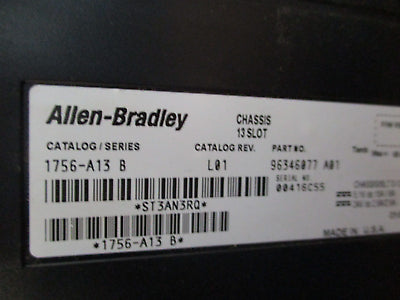 Allen-Bradley
CHASSIS
13 SLOT
CATALOG / SERIES
CATALOG REV.
PART NO.
1756-A13 B
L01
96346077 A01
SERIAL NO.
00416C55
*ST3AN3RQ*
*1756-A13 B*
MADE IN U.S.A.